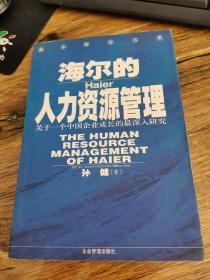 海尔的
Haier
人力资源管理
关于一个中国企业成长的最深入研究
THE HUMAN
RESOURCE
MANAGEMENT
OF HAIER
孙 健(著)
企业管理出版社